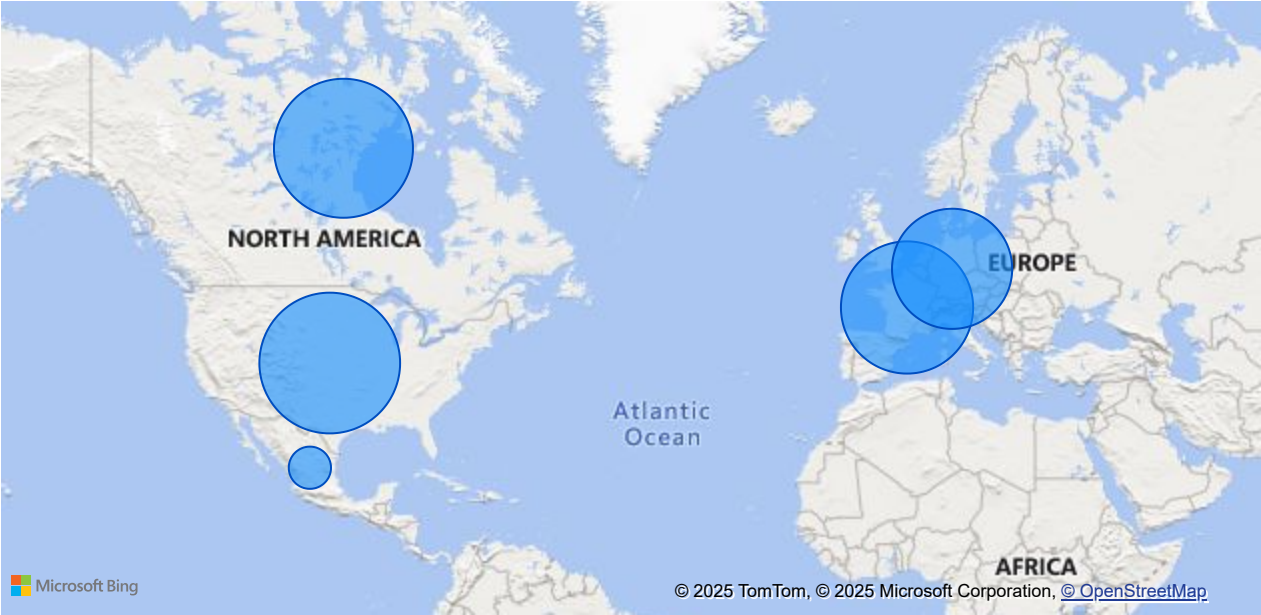 NORTH AMERICA
EUROPE
Atlantic
Ocean
AFRICA
Microsoft Bing
© 2025 TomTom, © 2025 Microsoft Corporation, © OpenStreetMap